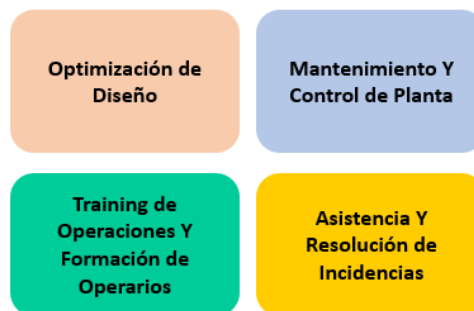 Optimización de
Diseño
Mantenimiento Y
Control de Planta
Training de
Operaciones Y
Formación de
Operarios
Asistencia Y
Resolución de
Incidencias